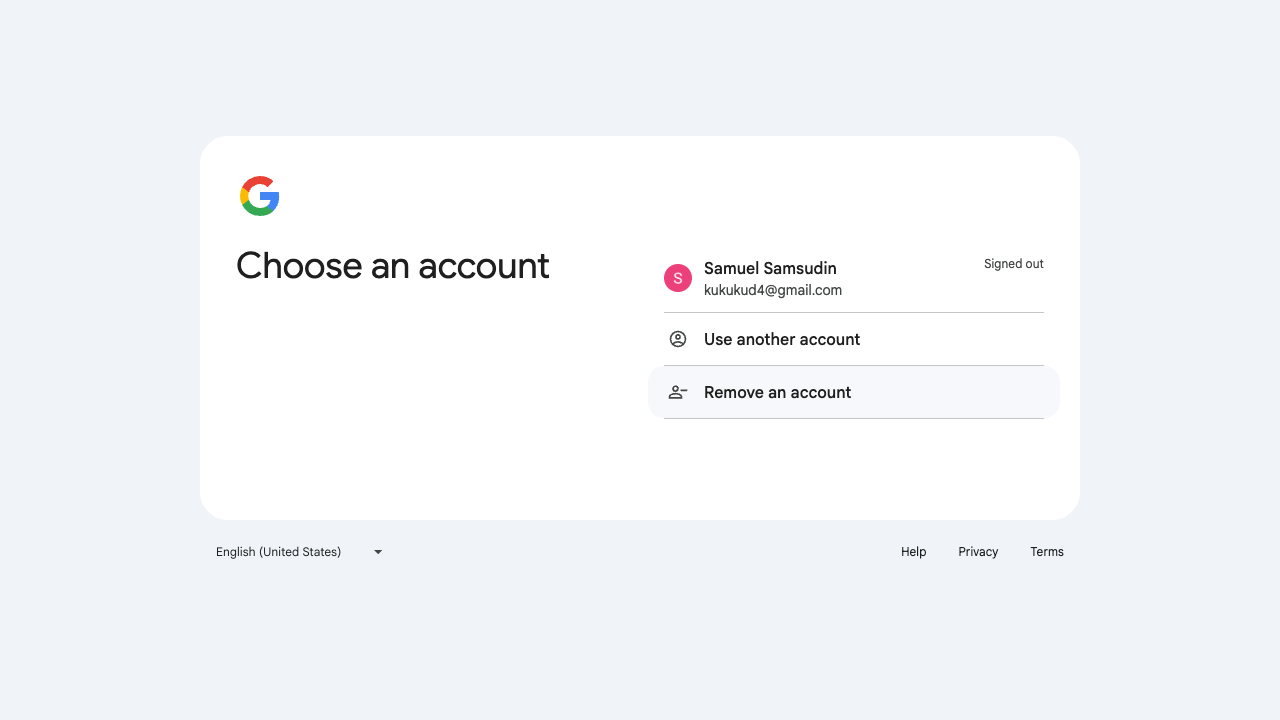 Choose an account
S
Samuel Samsudin
kukukud4@gmail.com
Signed out
Use another account
Remove an account
English (United States)
Help
Privacy
Terms